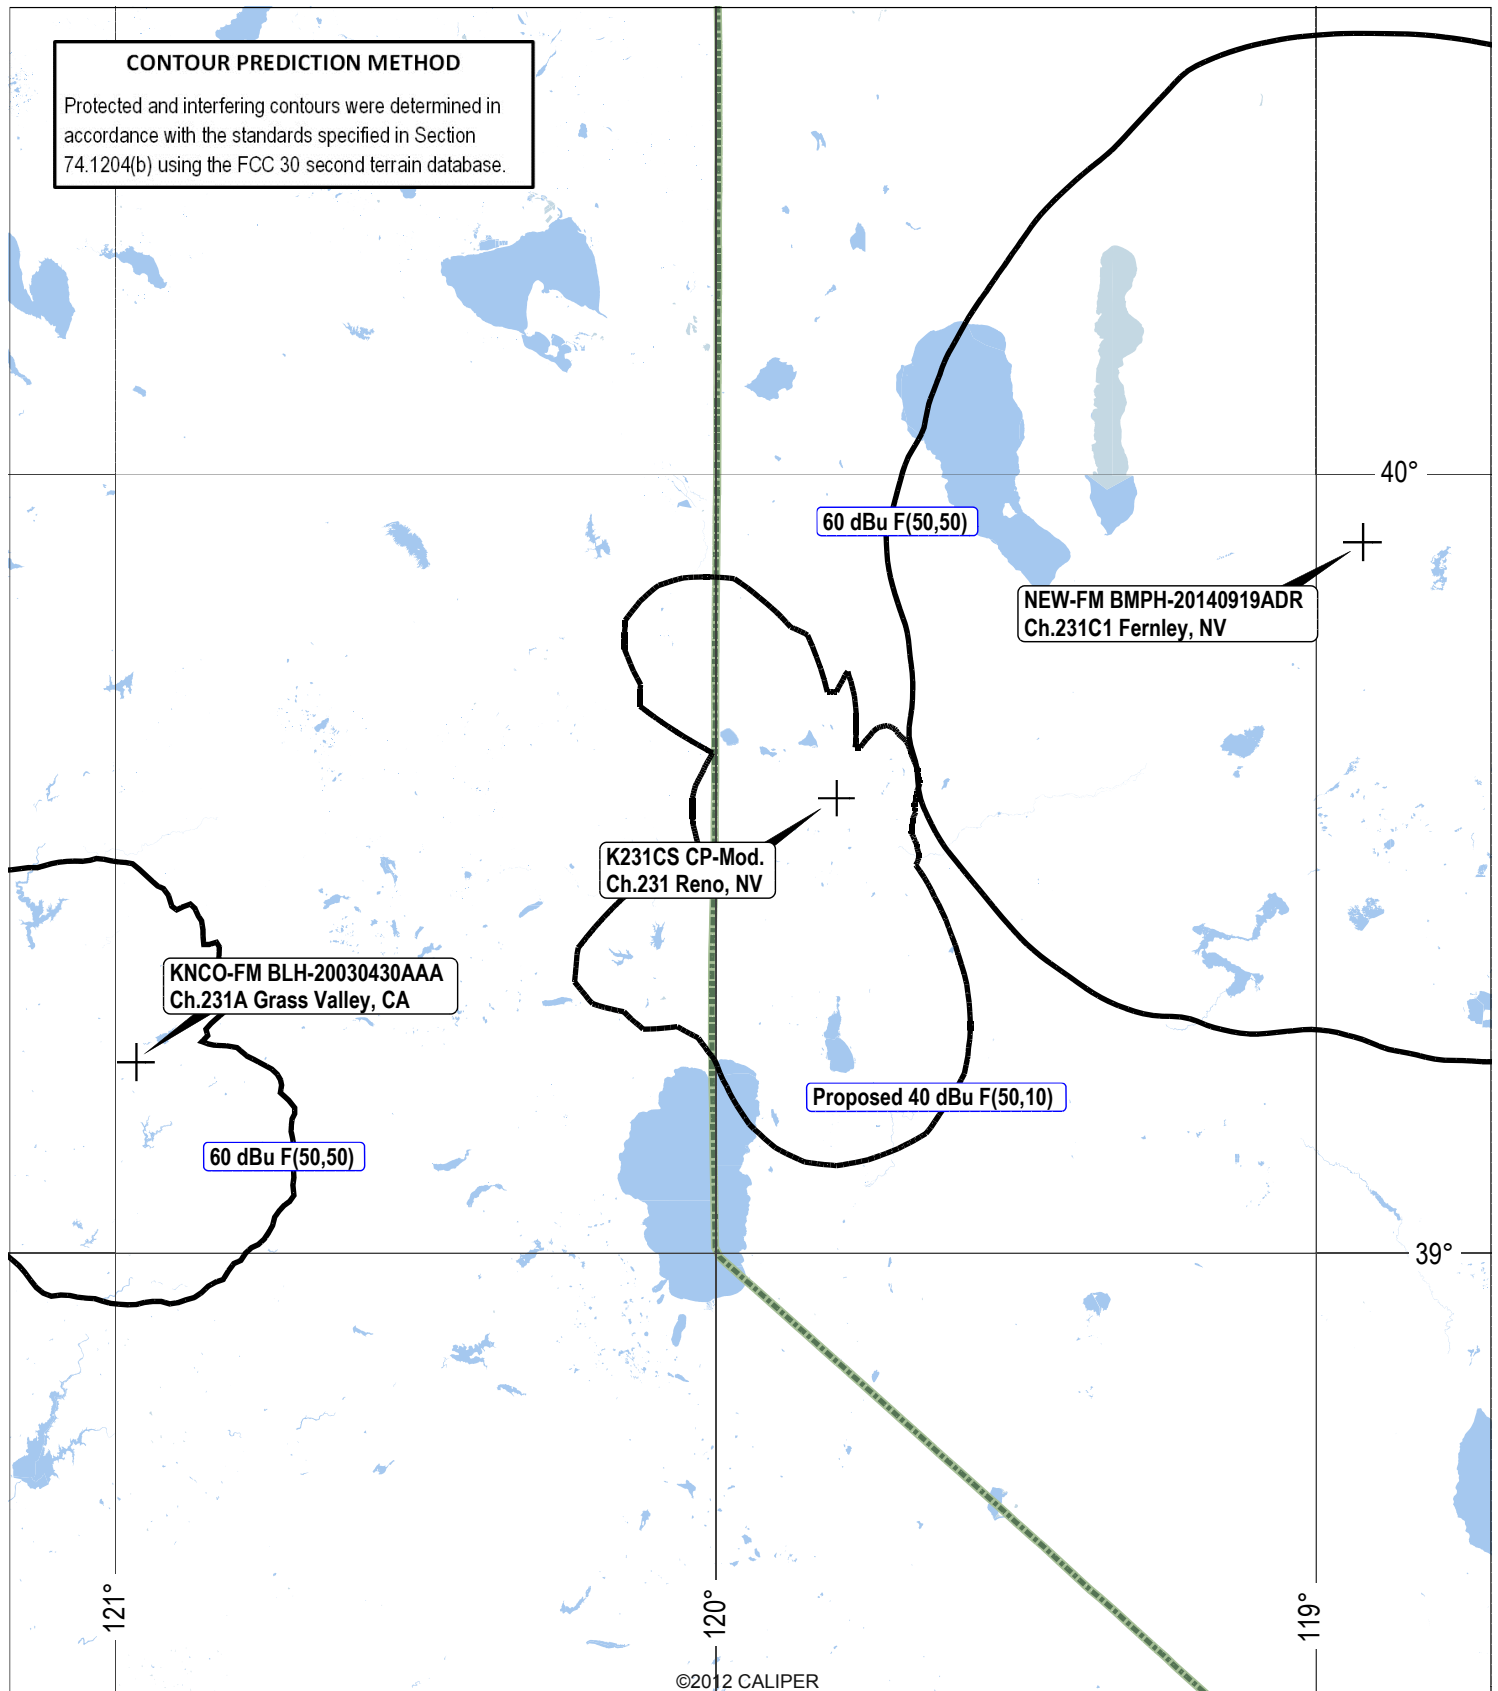 CONTOUR PREDICTION METHOD
Protected and interfering contours were determined in
accordance with the standards specified in Section
74.1204(b) using the FCC 30 second terrain database.
40°
60 dBu F(50,50)
NEW-FM BMPH-20140919ADR
Ch.231C1 Fernley, NV
K231CS CP-Mod.
Ch.231 Reno, NV
KNCO-FM BLH-20030430AAA
Ch.231A Grass Valley, CA
Proposed 40 dBu F(50,10)
60 dBu F(50,50)
39°
121°
120°
119°
©2012 CALIPER